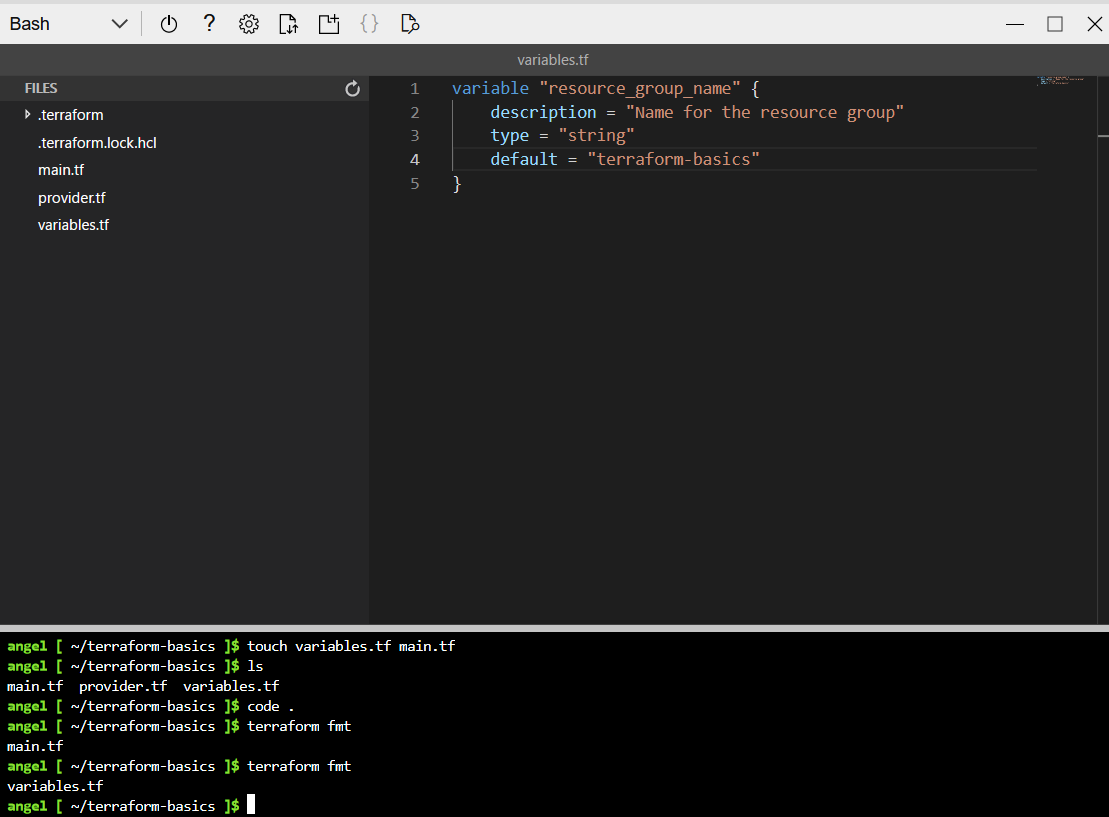 Bash
?
{ }
variables.tf
FILES
.terraform
.terraform.lock.hcl
main.tf
provider.tf
variables.tf
1 variable "resource_group_name" {
2     description = "Name for the resource group"
3     type = "string"
4     default = "terraform-basics"
5 }
angel [ ~/terraform-basics ]$ touch variables.tf main.tf
angel [ ~/terraform-basics ]$ ls
main.tf  provider.tf  variables.tf
angel [ ~/terraform-basics ]$ code .
angel [ ~/terraform-basics ]$ terraform fmt
main.tf
angel [ ~/terraform-basics ]$ terraform fmt
variables.tf
angel [ ~/terraform-basics ]$